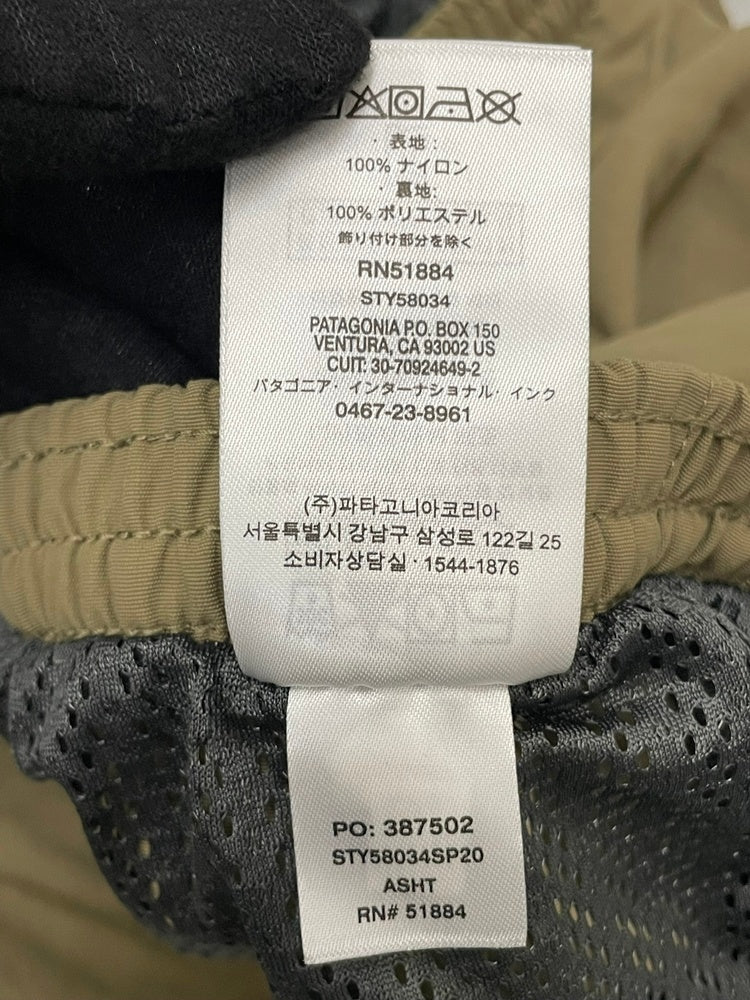 · 表地:
100% ナイロン
· 裏地:
100% ポリエステル
飾り付け部分を除く
RN51884
STY58034
PATAGONIA P.O. BOX 150
VENTURA, CA 93002 US
CUIT: 30-70924649-2
パタゴニア· インターナショナル· インク
0467-23-8961
(주)파타고니아코리아
서울특별시 강남구 삼성로 122길 25
소비자상담실 · 1544-1876
PO: 387502
STY58034SP20
ASHT
RN# 51884